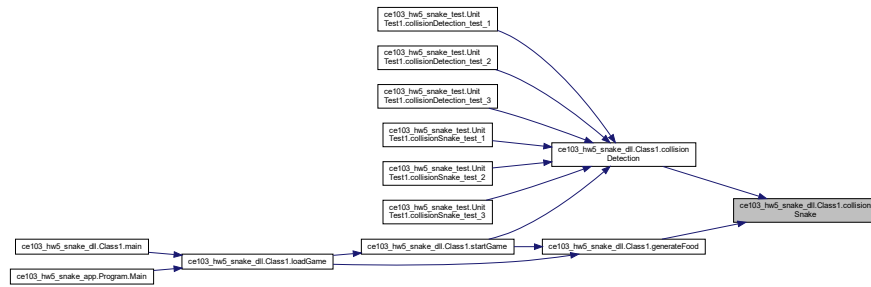 ce103_hw5_snake_test.Unit
Test1.collisionDetection_test_1
ce103_hw5_snake_test.Unit
Test1.collisionDetection_test_2
ce103_hw5_snake_test.Unit
Test1.collisionDetection_test_3
ce103_hw5_snake_test.Unit
Test1.collisionSnake_test_1
ce103_hw5_snake_test.Unit
Test1.collisionSnake_test_2
ce103_hw5_snake_test.Unit
Test1.collisionSnake_test_3
ce103_hw5_snake_dll.Class1.collision
Detection
ce103_hw5_snake_dll.Class1.collision
Snake
ce103_hw5_snake_dll.Class1.main
ce103_hw5_snake_app.Program.Main
ce103_hw5_snake_dll.Class1.loadGame
ce103_hw5_snake_dll.Class1.startGame
ce103_hw5_snake_dll.Class1.generateFood